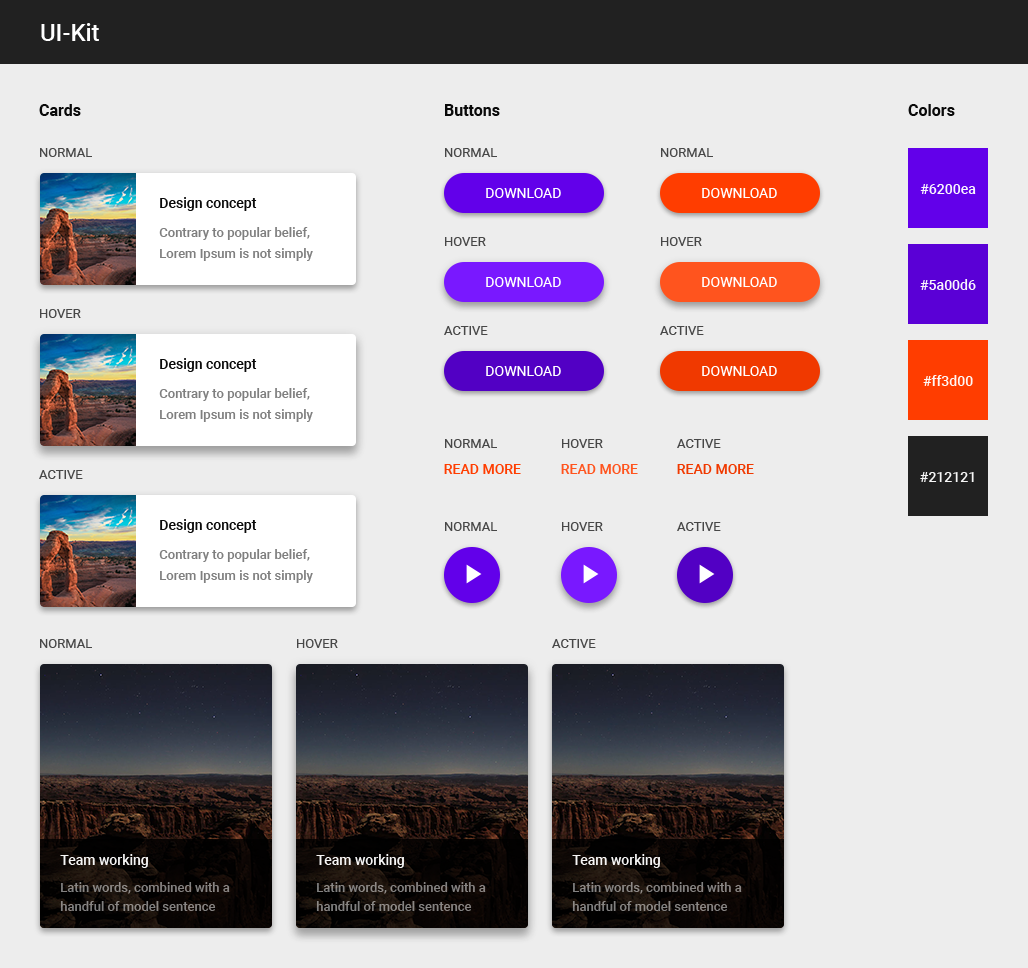 UI-Kit
Cards
NORMAL
Design concept
Contrary to popular belief,
Lorem Ipsum is not simply
HOVER
Design concept
Contrary to popular belief,
Lorem Ipsum is not simply
ACTIVE
Design concept
Contrary to popular belief,
Lorem Ipsum is not simply
Buttons
NORMAL
DOWNLOAD
HOVER
DOWNLOAD
ACTIVE
DOWNLOAD
NORMAL
DOWNLOAD
HOVER
DOWNLOAD
ACTIVE
DOWNLOAD
NORMAL
READ MORE
HOVER
READ MORE
ACTIVE
READ MORE
NORMAL
HOVER
ACTIVE
Colors
#6200ea
#5a00d6
#ff3d00
#212121
NORMAL
Team working
Latin words, combined with a
handful of model sentence
HOVER
Team working
Latin words, combined with a
handful of model sentence
ACTIVE
Team working
Latin words, combined with a
handful of model sentence